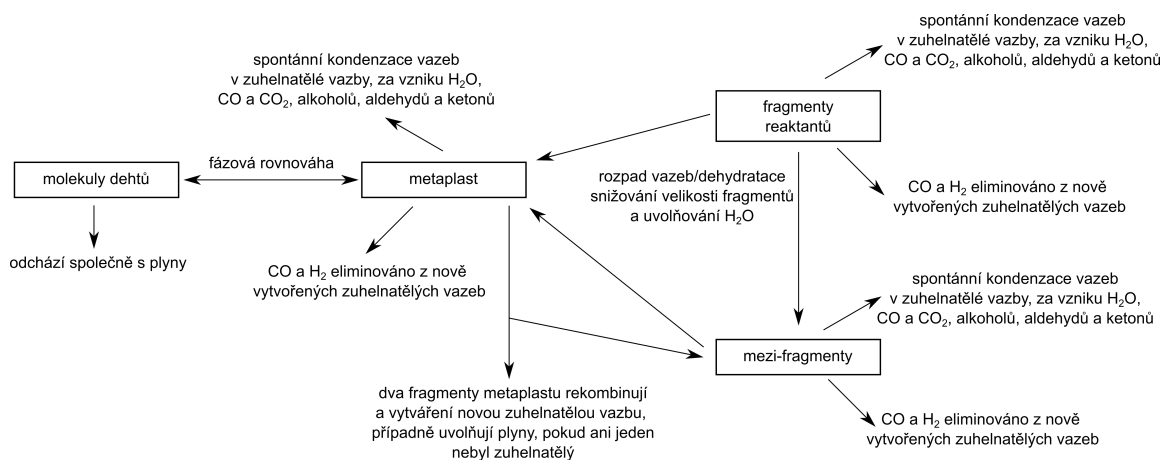 spontánní kondenzace vazeb
v zuhelnatělé vazby, za vzniku H₂O,
CO a CO₂, alkoholů, aldehydů a ketonů
fragmenty
reaktantů
CO a H₂ eliminováno z nově
vytvořených zuhelnatělých vazeb
spontánní kondenzace vazeb
v zuhelnatělé vazby, za vzniku H₂O,
CO a CO₂, alkoholů, aldehydů a ketonů
molekuly dehtů
fázová rovnováha
metaplast
odchází společně s plyny
CO a H₂ eliminováno z nově
vytvořených zuhelnatělých vazeb
rozpad vazeb/dehydratace
snižování velikosti fragmentů
a uvolňování H₂O
spontánní kondenzace vazeb
v zuhelnatělé vazby, za vzniku H₂O,
CO a CO₂, alkoholů, aldehydů a ketonů
mezi-fragmenty
CO a H₂ eliminováno z nově
vytvořených zuhelnatělých vazeb
dva fragmenty metaplastu rekombinují
a vytváření novou zuhelnatělou vazbu,
případně uvolňují plyny, pokud ani jeden
nebyl zuhelnatělý